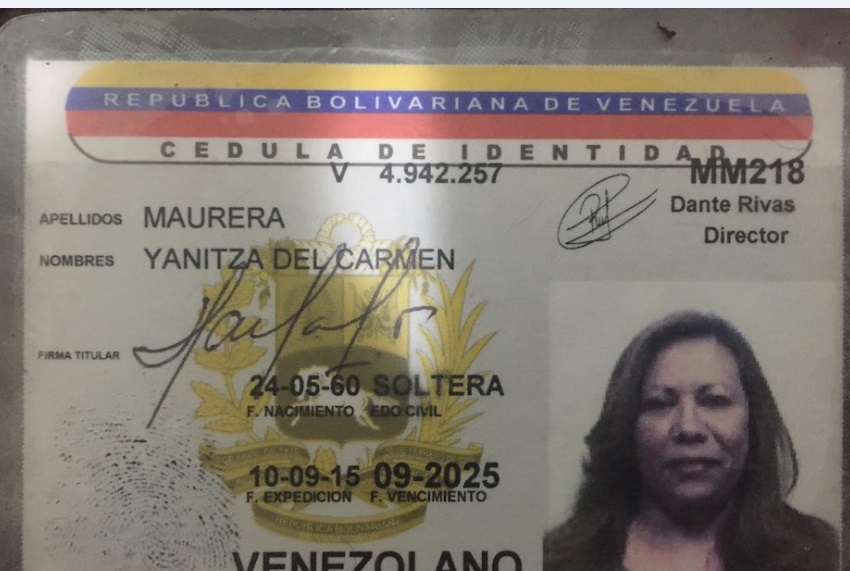 REPUBLICA BOLIVARIANA DE VENEZUELA
CEDULA DE IDENTIDAD
V 4.942.257 MM218
Dante Rivas
Director
APELLIDOS MAURERA
NOMBRES YANITZA DEL CARMEN
FIRMA TITULAR
24-05-60 SOLTERA
F. NACIMIENTO EDO CIVIL
10-09-15 09-2025
F. EXPEDICION F. VENCIMIENTO
VENEZOLANO